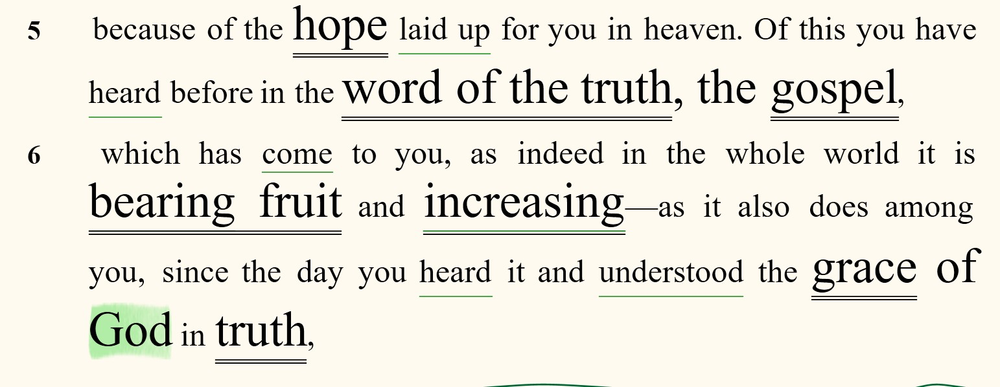 5 because of the hope laid up for you in heaven. Of this you have
heard before in the word of the truth, the gospel,
6 which has come to you, as indeed in the whole world it is
bearing fruit and increasing—as it also does among
you, since the day you heard it and understood the grace of
God in truth,